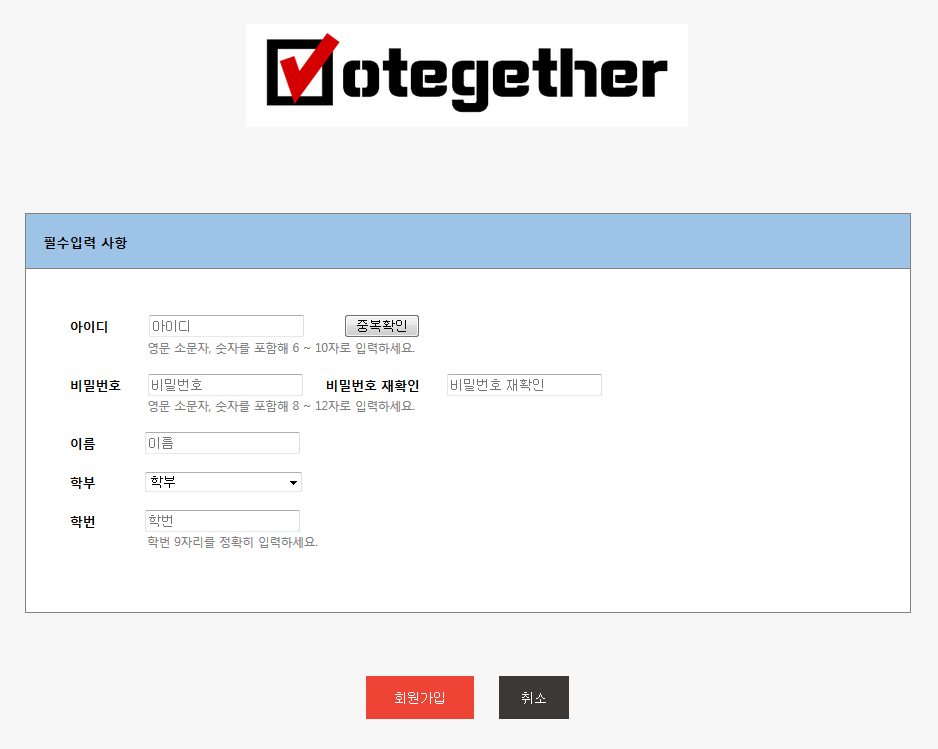 Votegether
필수입력 사항
아이디 아이디 중복확인
영문 소문자, 숫자를 포함해 6 ~ 10자로 입력하세요.
비밀번호 비밀번호 비밀번호 재확인 비밀번호 재확인
영문 소문자, 숫자를 포함해 8 ~ 12자로 입력하세요.
이름 이름
학부 학부
학번 학번
학번 9자리를 정확히 입력하세요.
회원가입 취소